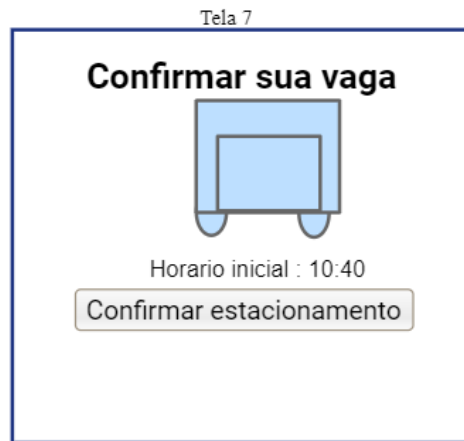 Tela 7
Confirmar sua vaga
Horario inicial : 10:40
Confirmar estacionamento